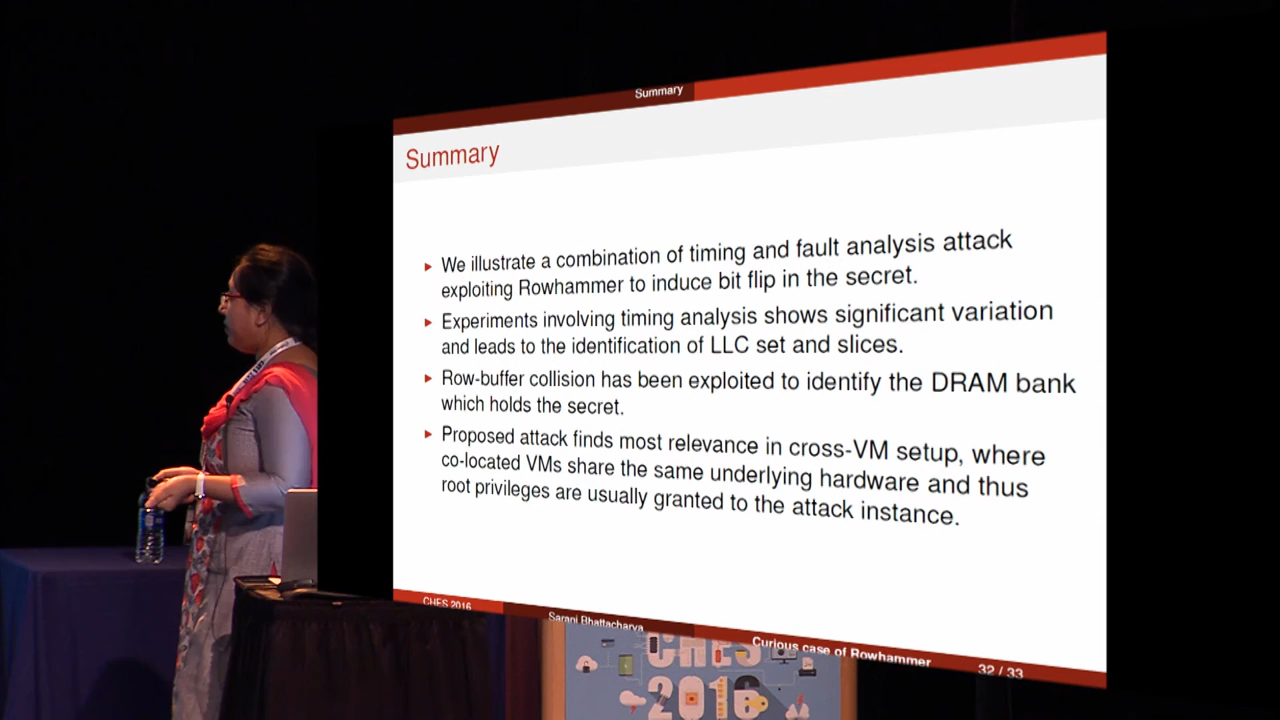 Summary
Summary
We illustrate a combination of timing and fault analysis attack
exploiting Rowhammer to induce bit flip in the secret.
Experiments involving timing analysis shows significant variation
and leads to the identification of LLC set and slices.
Row-buffer collision has been exploited to identify the DRAM bank
which holds the secret.
Proposed attack finds most relevance in cross-VM setup, where
co-located VMs share the same underlying hardware and thus
root privileges are usually granted to the attack instance.
CHES 2016
Sarani Bhattacharya
Curious case of Rowhammer
32 / 33
CHES
2016